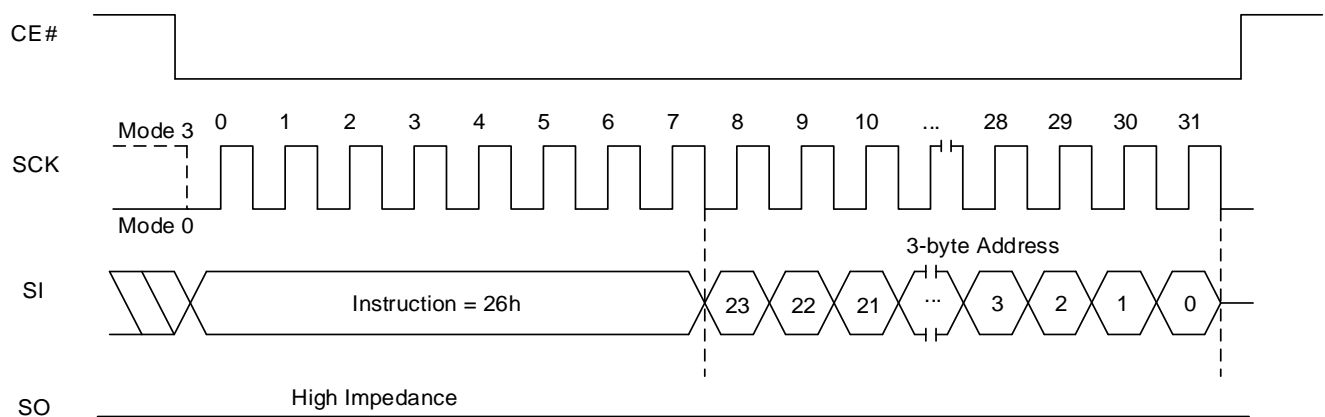 CE#
0 1 2 3 4 5 6 7 8 9 10 ... 28 29 30 31
Mode 3
SCK
Mode 0
3-byte Address
SI
Instruction = 26h 23 22 21 ... 3 2 1 0
High Impedance
SO